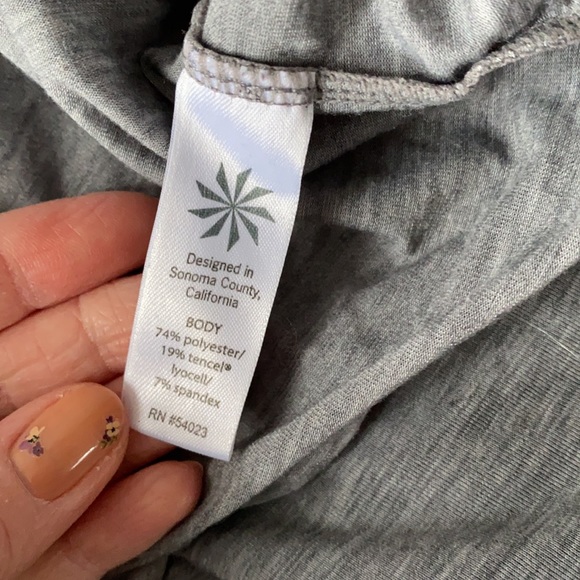 Designed in
Sonoma County,
California
BODY
74% polyester/
19% tencel®
lyocell/
7% spandex
RN #54023